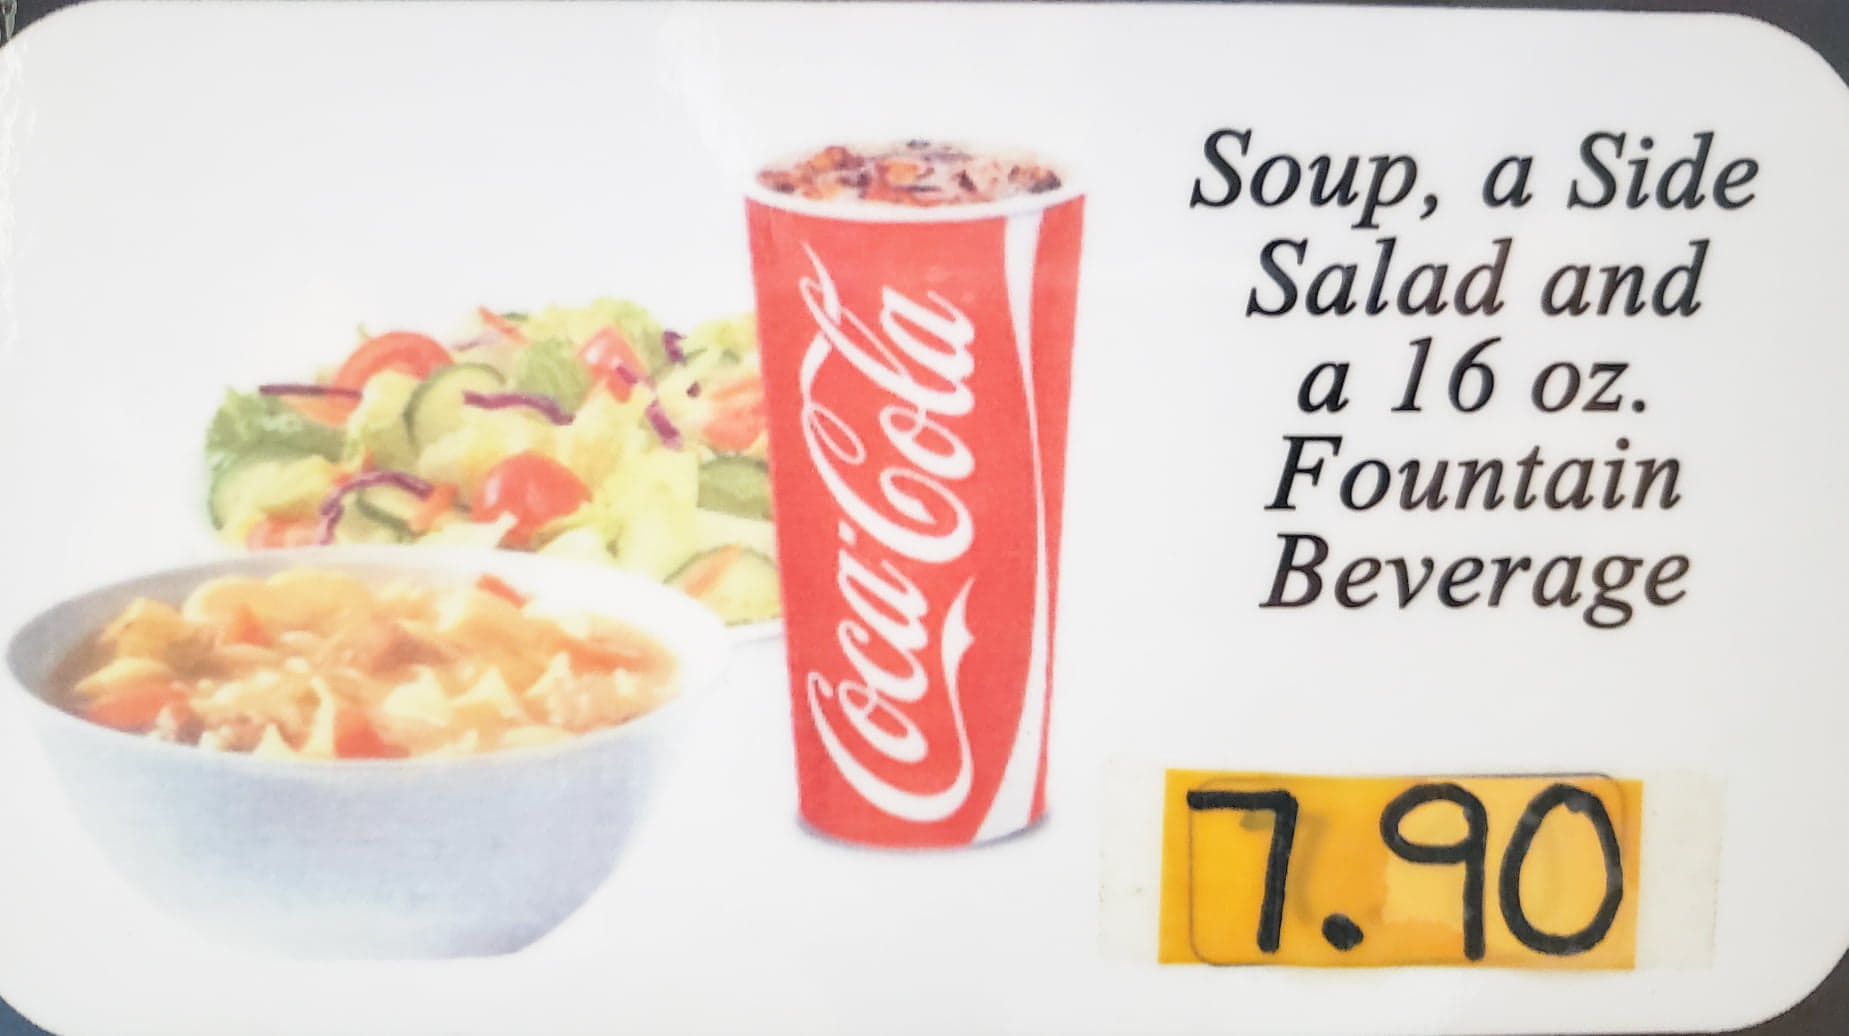 Coca-Cola
Soup, a Side
Salad and
a 16 oz.
Fountain
Beverage
7.90